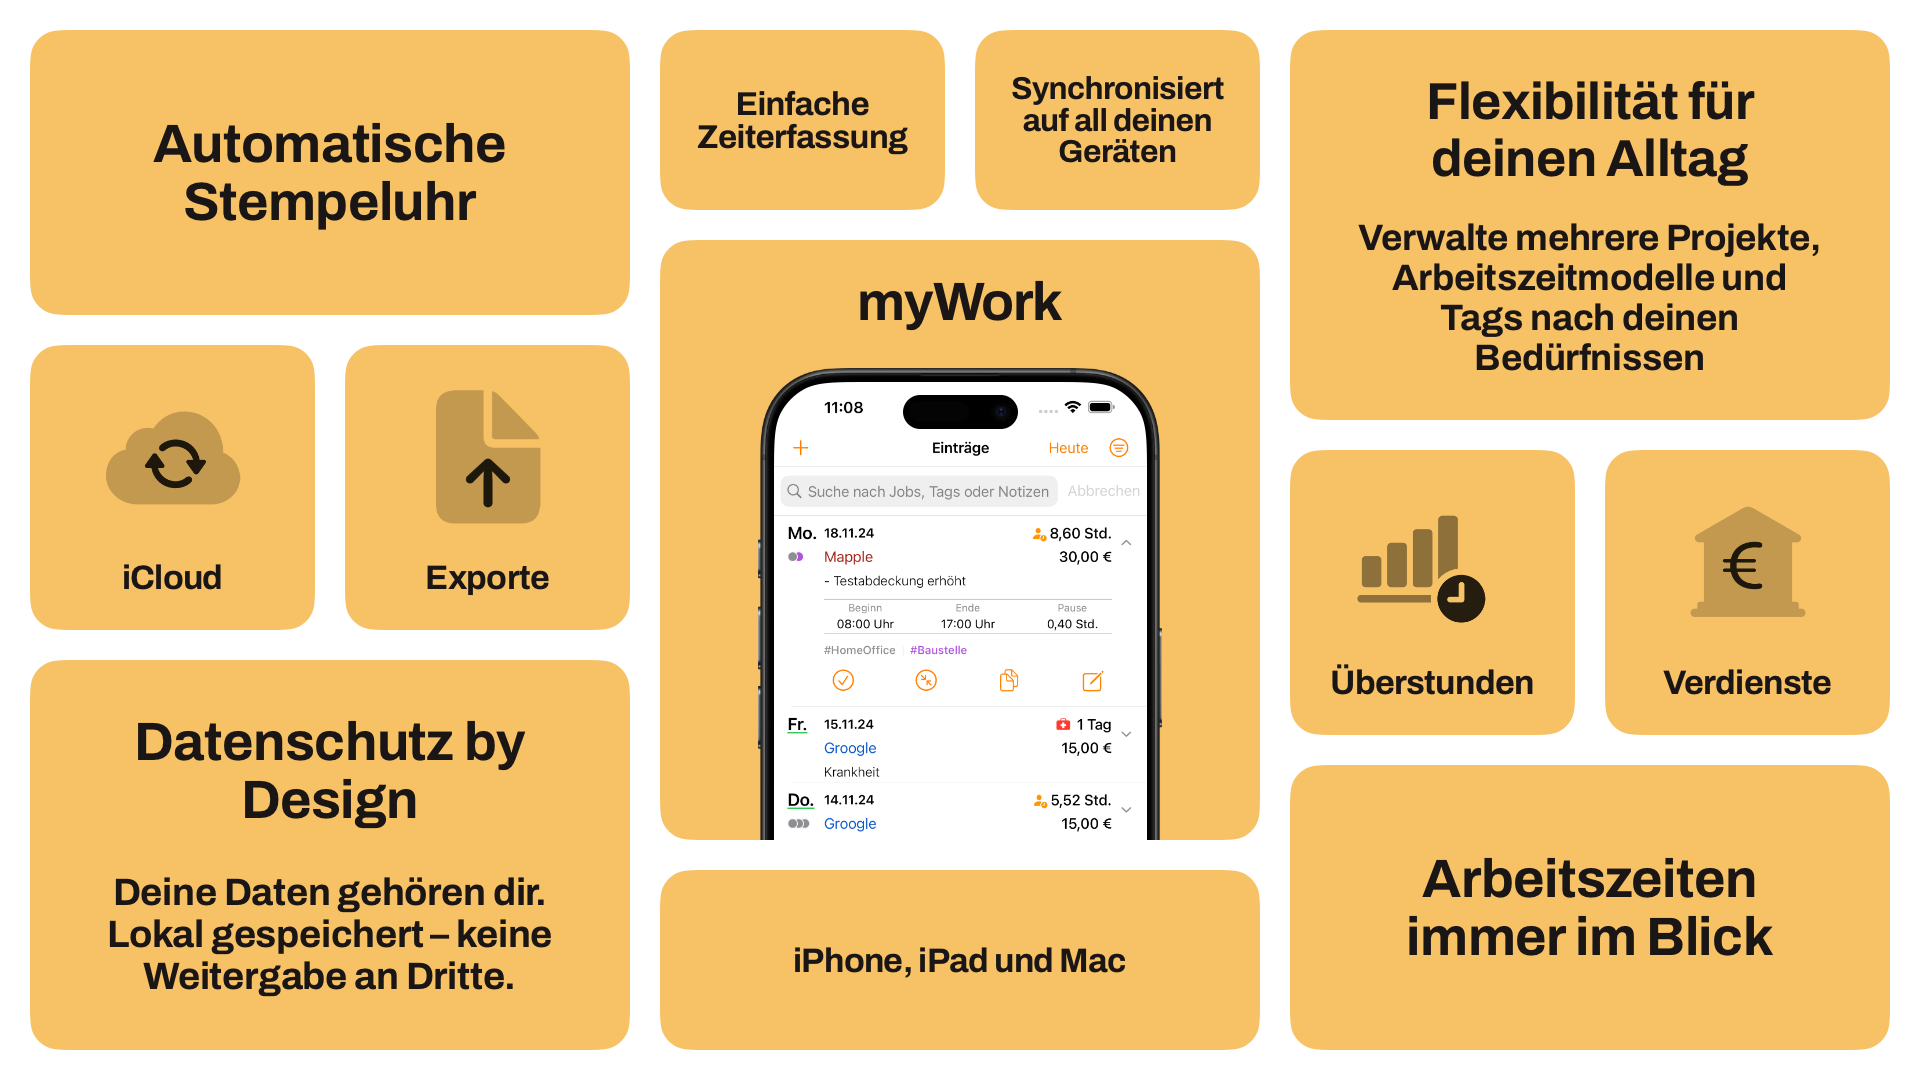 Automatische
Stempeluhr
Einfache
Zeiterfassung
Synchronisiert
auf all deinen
Geräten
Flexibilität für
deinen Alltag
Verwalte mehrere Projekte,
Arbeitszeitmodelle und
Tags nach deinen
Bedürfnissen
iCloud
Exporte
myWork
11:08
+ Einträge Heute
Suche nach Jobs, Tags oder Notizen Abbrechen
Mo. 18.11.24 8,60 Std.
Mapple 30,00 €
- Testabdeckung erhöht
Beginn Ende Pause
08:00 Uhr 17:00 Uhr 0,40 Std.
#HomeOffice #Baustelle
Fr. 15.11.24 1 Tag
Groogle 15,00 €
Krankheit
Do. 14.11.24 5,52 Std.
Groogle 15,00 €
€
Überstunden
Verdienste
Datenschutz by
Design
Deine Daten gehören dir.
Lokal gespeichert – keine
Weitergabe an Dritte.
iPhone, iPad und Mac
Arbeitszeiten
immer im Blick